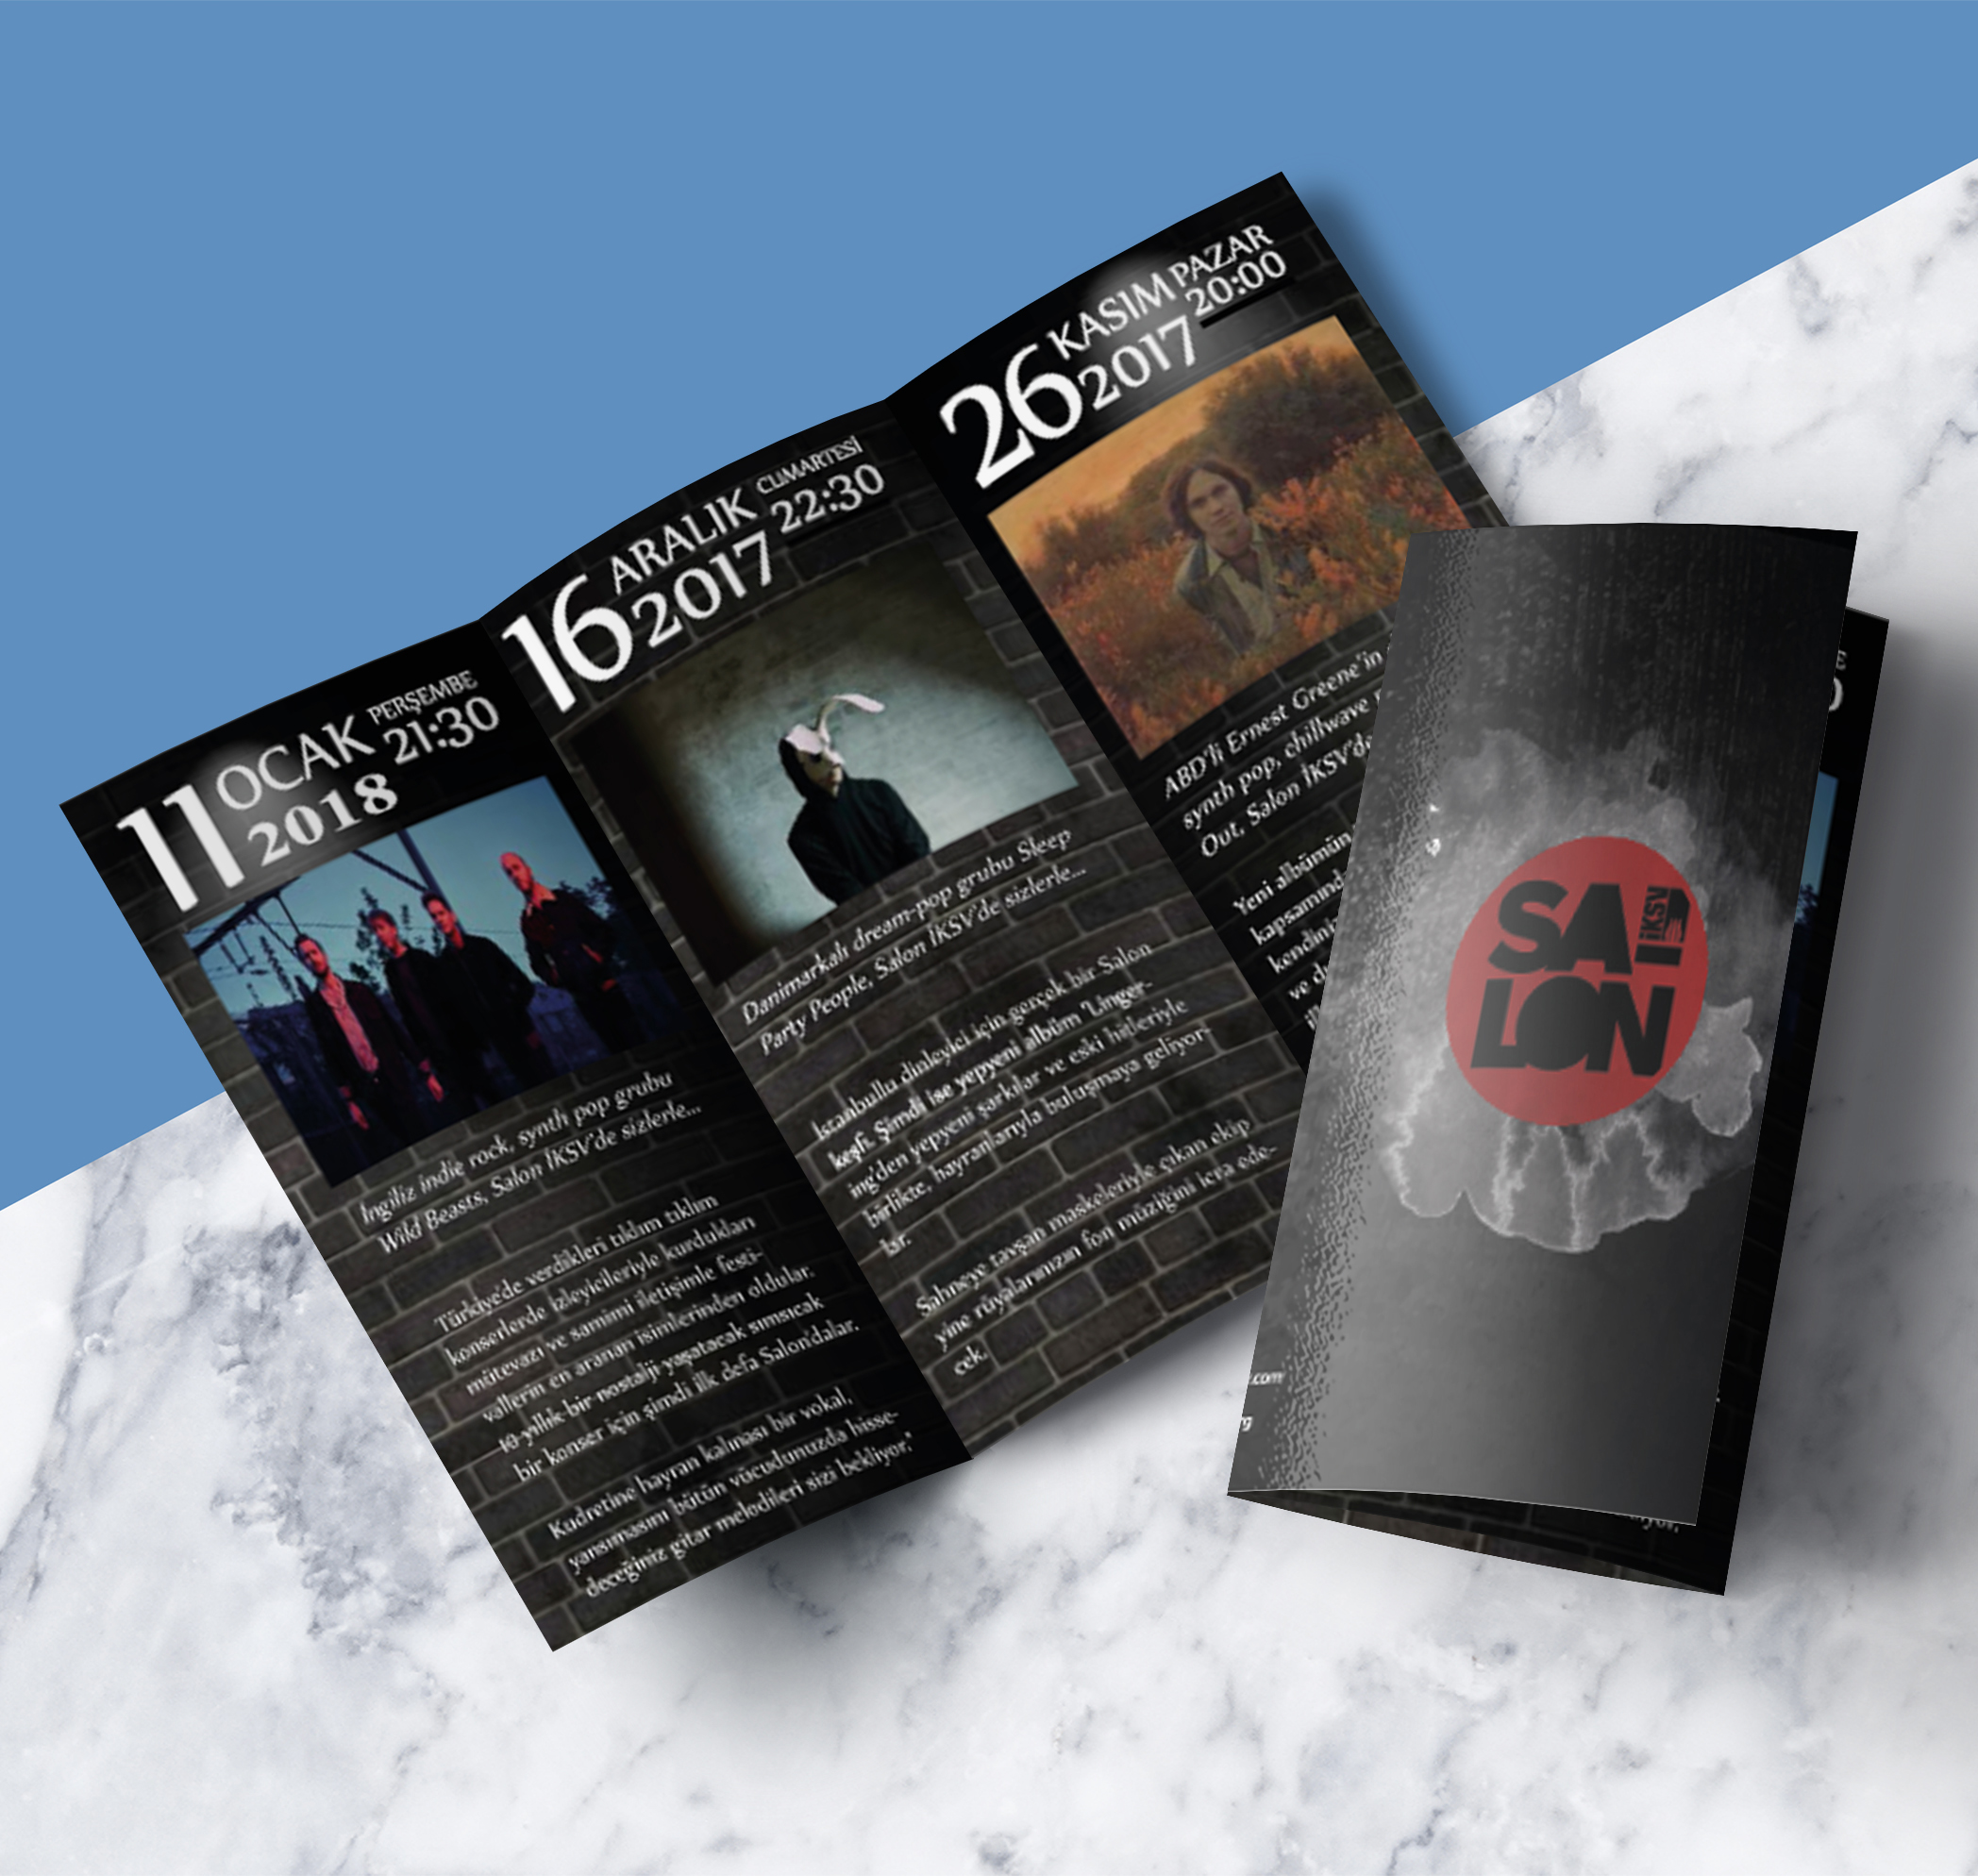 11 OCAK PERŞEMBE
2018 21:30
İngiliz indie rock, synth pop grubu
Wild Beasts, Salon İKSV'de sizlerle...
Türkiye'de verdikleri tıklım tıklım
konserlerde izleyicileriyle kurdukları
mütevazı ve samimi iletişimle festi-
vallerin en aranan isimlerinden oldular.
10 yıllık bir nostalji yaşatacak sımsıcak
bir konser için şimdi ilk defa Salon'dalar.
Kudretine hayran kalınası bir vokal,
yansımasını bütün vücudunuzda hisse-
deceğiniz gitar melodileri sizi bekliyor."
16 ARALIK CUMARTESİ
2017 22:30
Danimarkalı dream-pop grubu Sleep
Party People, Salon İKSV'de sizlerle...
İstanbullu dinleyici için gerçek bir Salon
keşfi. Şimdi ise yepyeni albüm 'Linger-
ing'den yepyeni şarkılar ve eski hitleriyle
birlikte, hayranlarıyla buluşmaya geliyor-
lar.
Sahneye tavşan maskeleriyle çıkan ekip
yine rüyalarınızın fon müziğini icra ede-
cek.
26 KASIM PAZAR
2017 20:00
ABD'li Ernest Greene'in
synth pop, chillwave
Out, Salon İKSV'de
Yeni albümün
kapsamınd
kendin
ve d
.com
rg
SA
İKSV
LON